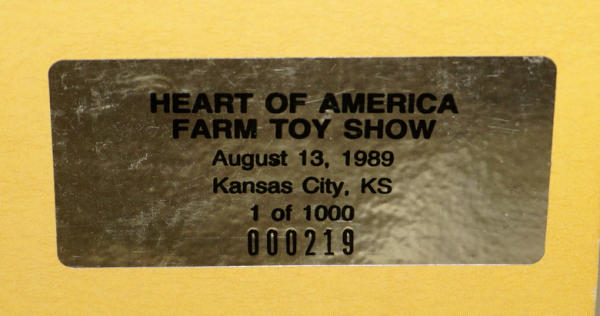 HEART OF AMERICA
FARM TOY SHOW
August 13, 1989
Kansas City, KS
1 of 1000
000219